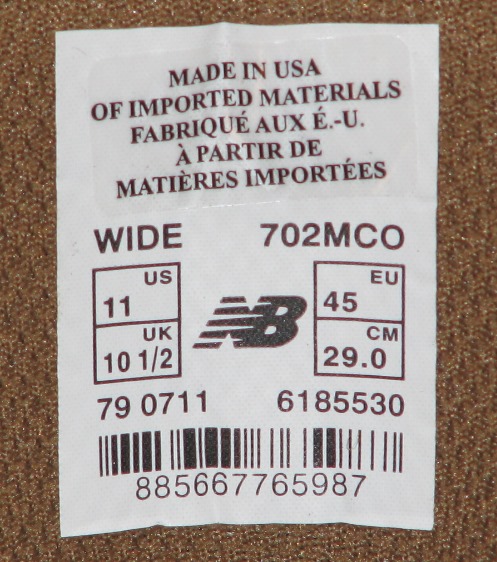 MADE IN USA
OF IMPORTED MATERIALS
FABRIQUÉ AUX É.-U.
À PARTIR DE
MATIÈRES IMPORTÉES
WIDE 702MCO
US
11
UK
10 1/2
NB
EU
45
CM
29.0
79 0711 6185530
885667765987